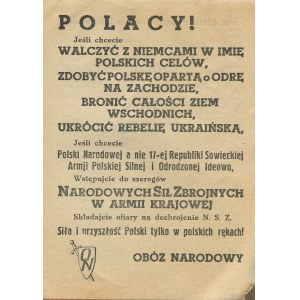 POLACY!
Jeśli chcecie
WALCZYĆ Z NIEMCAMI W IMIĘ
POLSKICH CELÓW,
ZDOBYĆ POLSKĘ OPARTĄ o ODRĘ
NA ZACHODZIE,
BRONIĆ CAŁOŚCI ZIEM
WSCHODNICH,
UKRÓCIĆ REBELIĘ UKRAIŃSKĄ,
Jeśli chcecie
Polski Narodowej a nie 17-ej Republiki Sowieckiej
Armji Polskiej Silnej i Odrodzonej Ideowo,
Wstępujcie do szeregów
NARODOWYCH SIŁ ZBROJNYCH
W ARMII KRAJOWEJ
Składajcie ofiary na dozbrojenie N. S. Z.
Siła i przyszłość Polski tylko w polskich rękach!
OBÓZ NARODOWY